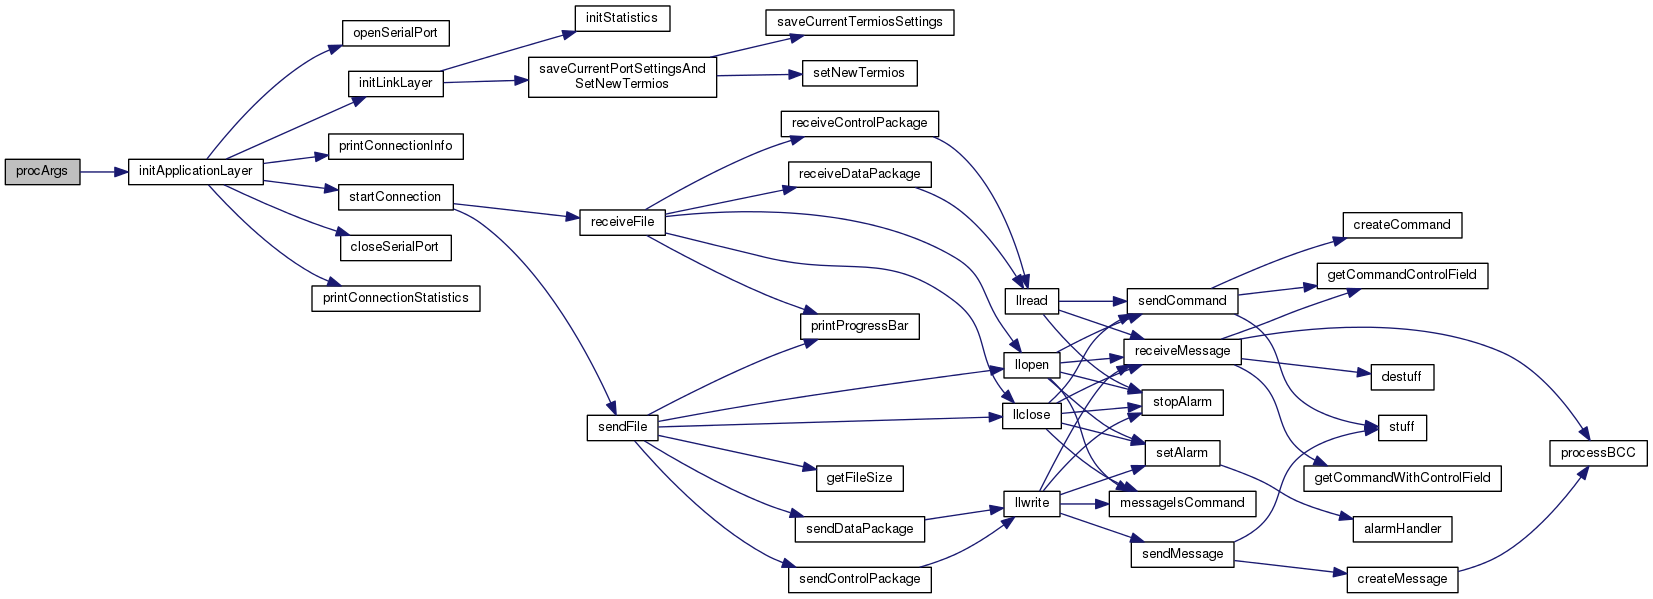 procArgs
initApplicationLayer
openSerialPort
initLinkLayer
printConnectionInfo
startConnection
closeSerialPort
printConnectionStatistics
initStatistics
saveCurrentPortSettingsAnd
SetNewTermios
saveCurrentTermiosSettings
setNewTermios
receiveFile
sendFile
receiveControlPackage
receiveDataPackage
printProgressBar
getFileSize
sendDataPackage
sendControlPackage
llread
llopen
llclose
llwrite
sendCommand
receiveMessage
stopAlarm
setAlarm
messageIsCommand
sendMessage
createCommand
getCommandControlField
destuff
stuff
getCommandWithControlField
alarmHandler
createMessage
processBCC